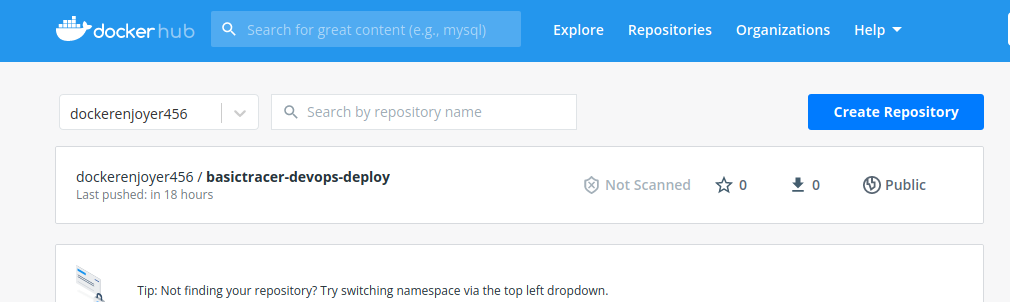 docker hub Search for great content (e.g., mysql) Explore Repositories Organizations Help
dockerenjoyer456 Search by repository name Create Repository
dockerenjoyer456 / basictracer-devops-deploy
Last pushed: in 18 hours
Not Scanned 0 0 Public
Tip: Not finding your repository? Try switching namespace via the top left dropdown.